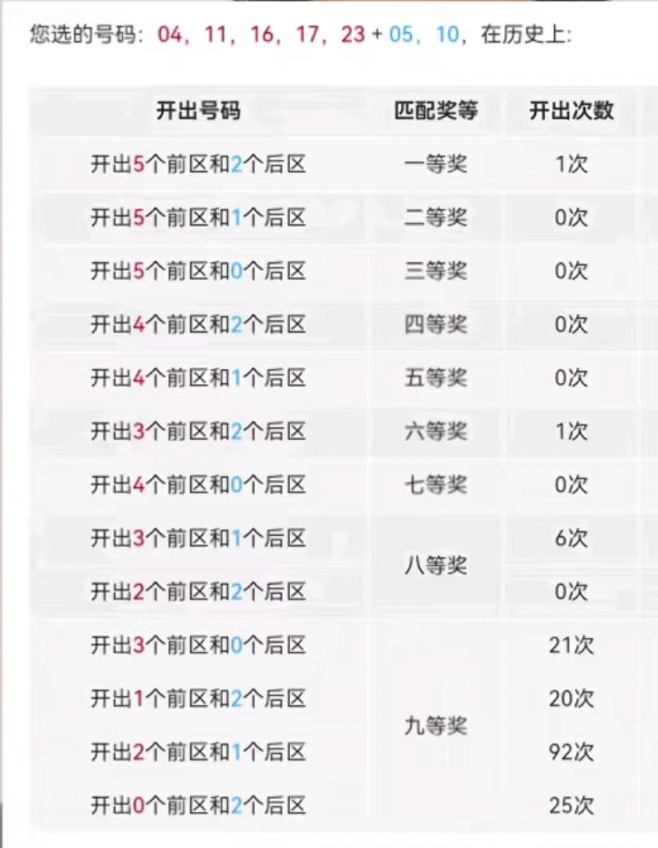 您选的号码：04，11，16，17，23 + 05，10，在历史上:
开出号码 匹配奖等 开出次数
开出5个前区和2个后区 一等奖 1次
开出5个前区和1个后区 二等奖 0次
开出5个前区和0个后区 三等奖 0次
开出4个前区和2个后区 四等奖 0次
开出4个前区和1个后区 五等奖 0次
开出3个前区和2个后区 六等奖 1次
开出4个前区和0个后区 七等奖 0次
开出3个前区和1个后区 6次
八等奖
开出2个前区和2个后区 0次
开出3个前区和0个后区 21次
开出1个前区和2个后区 20次
九等奖
开出2个前区和1个后区 92次
开出0个前区和2个后区 25次